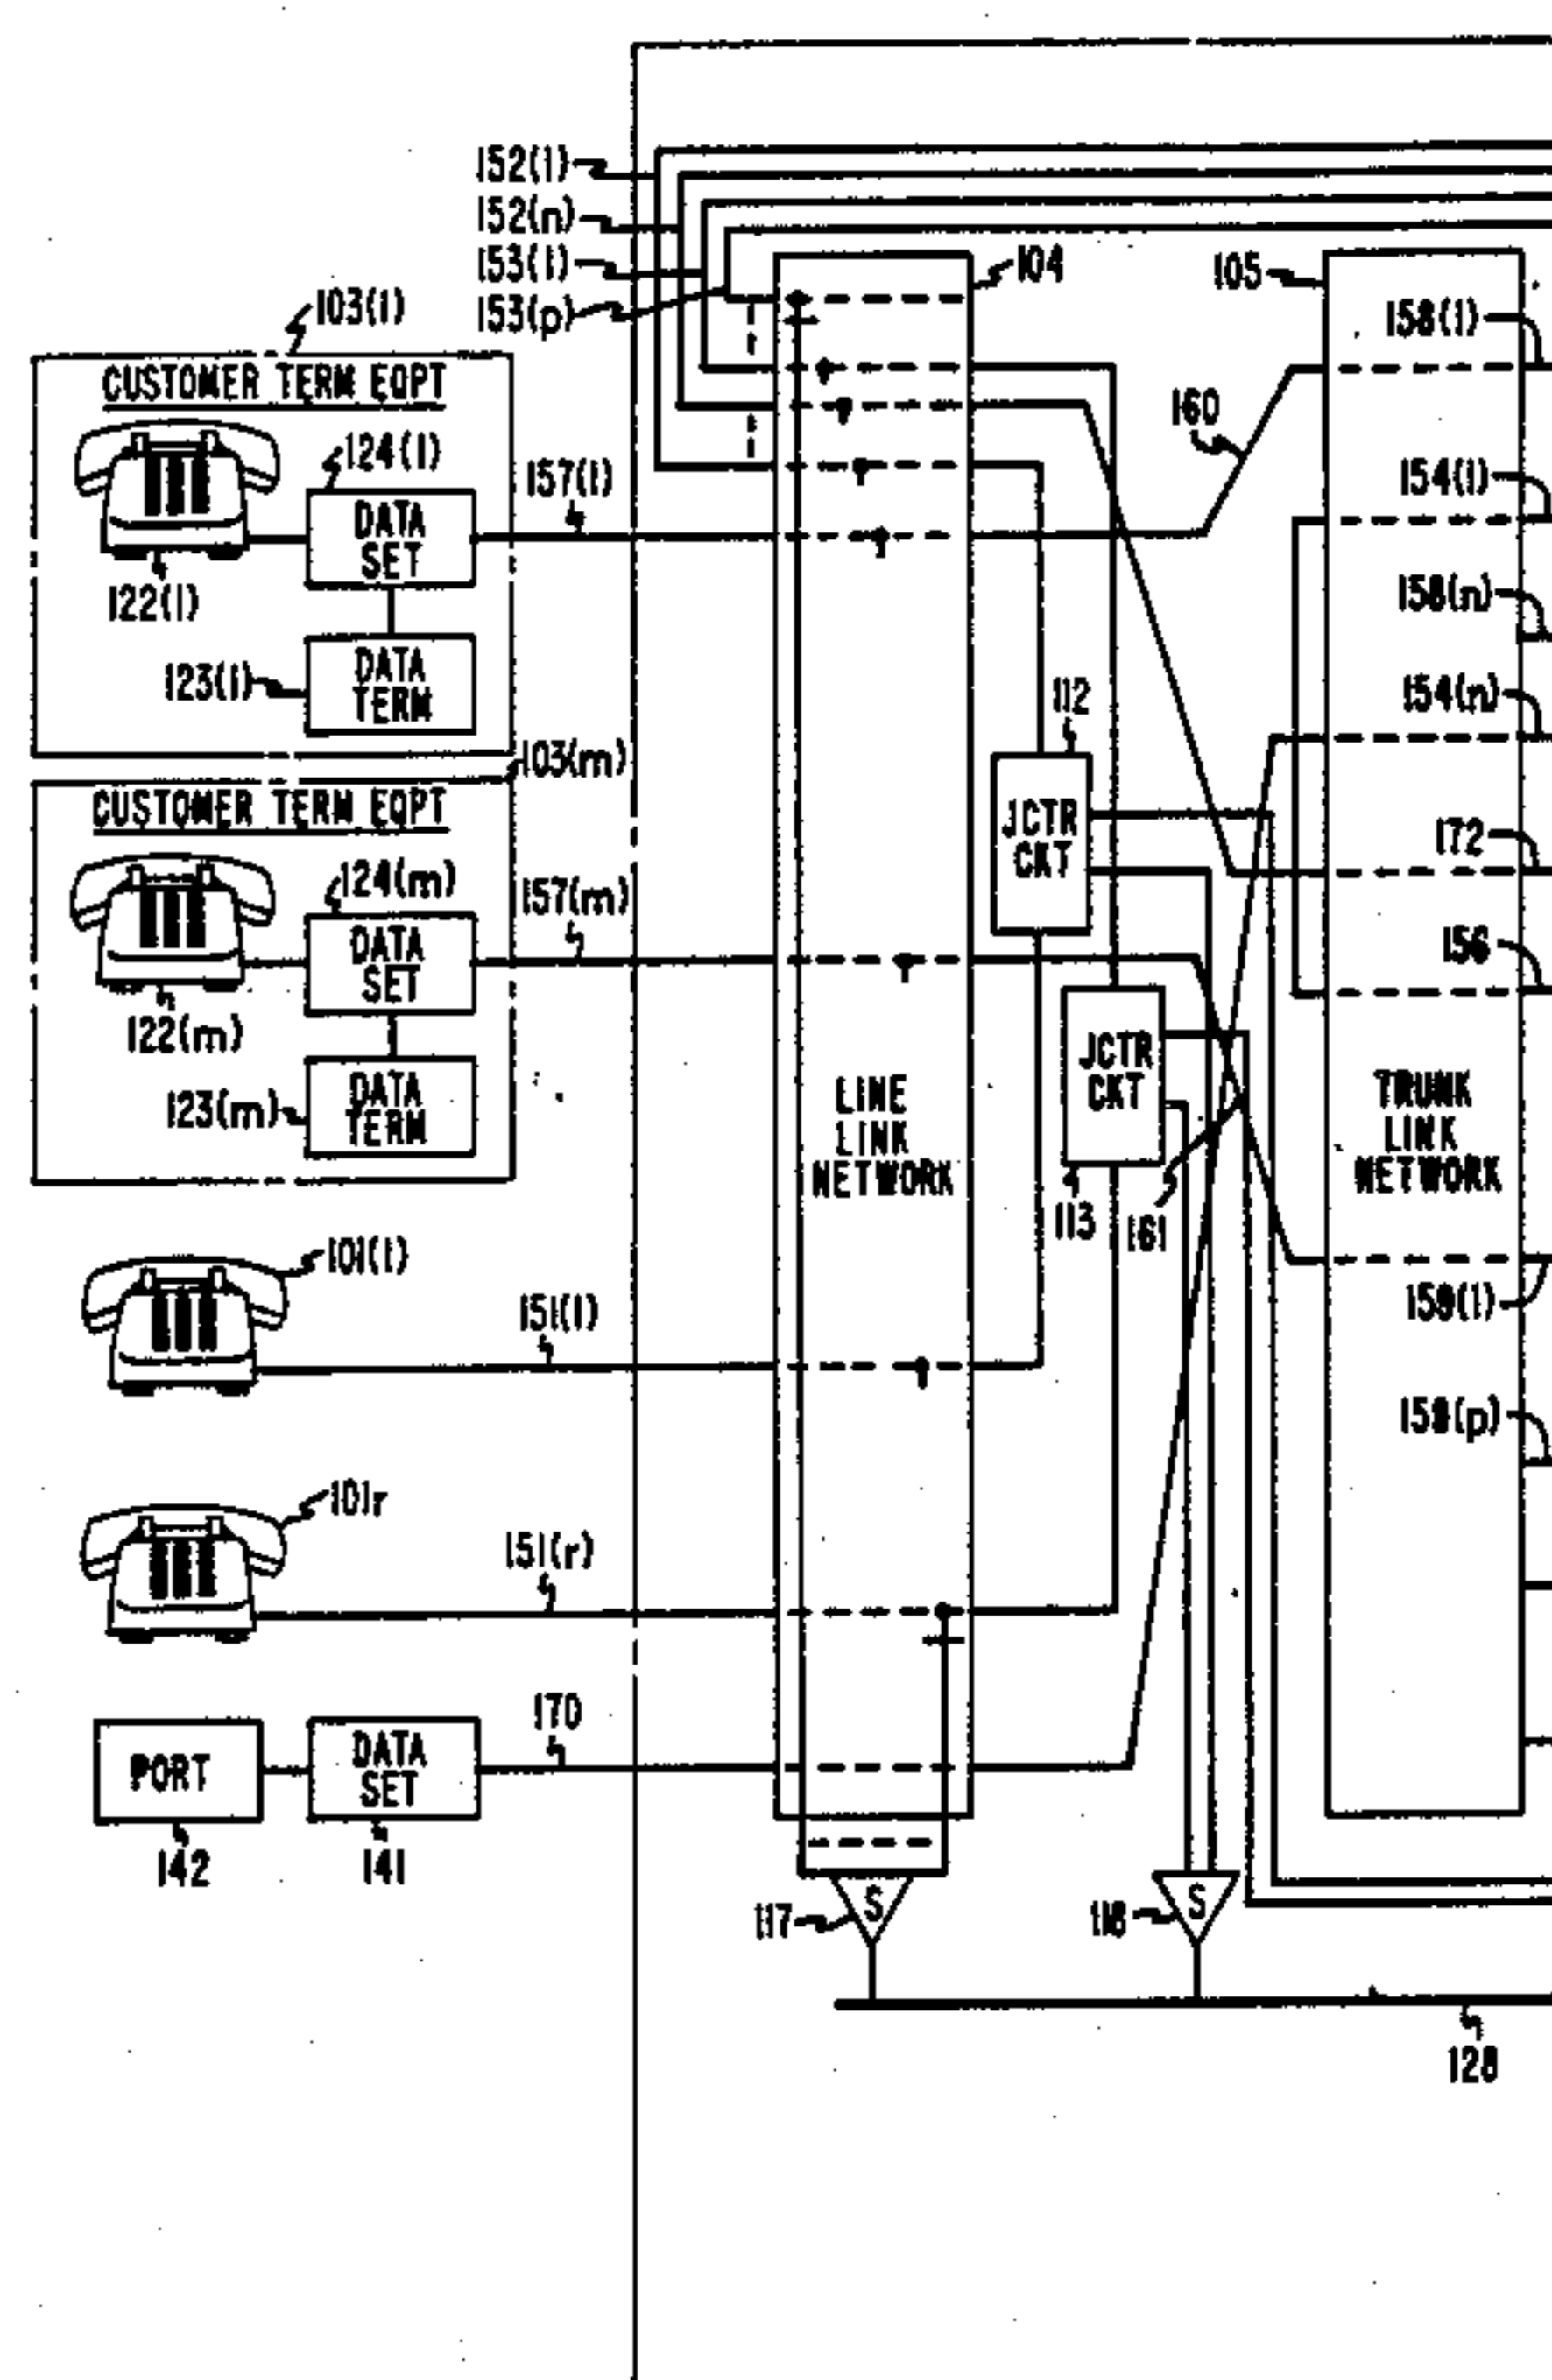 152(1)
152(n)
153(1)
153(p)
104
105
158(1)
103(1)
CUSTOMER TERM EQPT
124(1)
157(1)
160
154(1)
DATA
SET
122(1)
158(n)
123(1)
DATA
TERM
154(n)
112
103(m)
CUSTOMER TERM EQPT
JCTR
CKT
172
124(m)
157(m)
156
DATA
SET
122(m)
JCTR
CKT
123(m)
DATA
TERM
LINE
LINK
NETWORK
TRUNK
LINK
NETWORK
113
161
101(1)
151(1)
159(1)
159(p)
101r
151(r)
170
PORT
DATA
SET
142
141
117
S
118
S
128